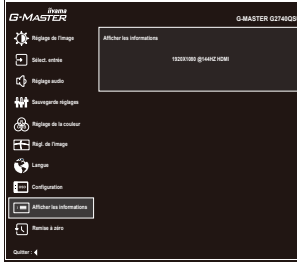 iiyama
G-MASTER
G-MASTER G2740QS
Réglage de l'image
Afficher les informations
Sélect. entrée
1920X1080 @144HZ HDMI
Réglage audio
Sauvegarde réglages
Réglage de la couleur
Régl. de l'image
Langue
Configuration
Afficher les informations
Remise à zéro
Quitter :